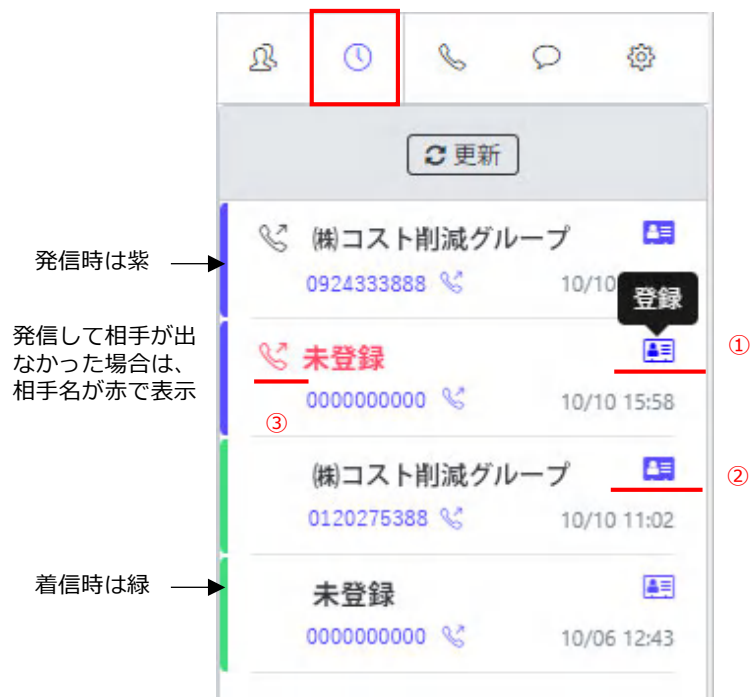 更新
㈱コスト削減グループ
0924333888
10/10
登録
発信時は紫
発信して相手が出
なかった場合は、
相手名が赤で表示
未登録
0000000000
10/10 15:58
①
③
㈱コスト削減グループ
0120275388
10/10 11:02
②
着信時は緑
未登録
0000000000
10/06 12:43